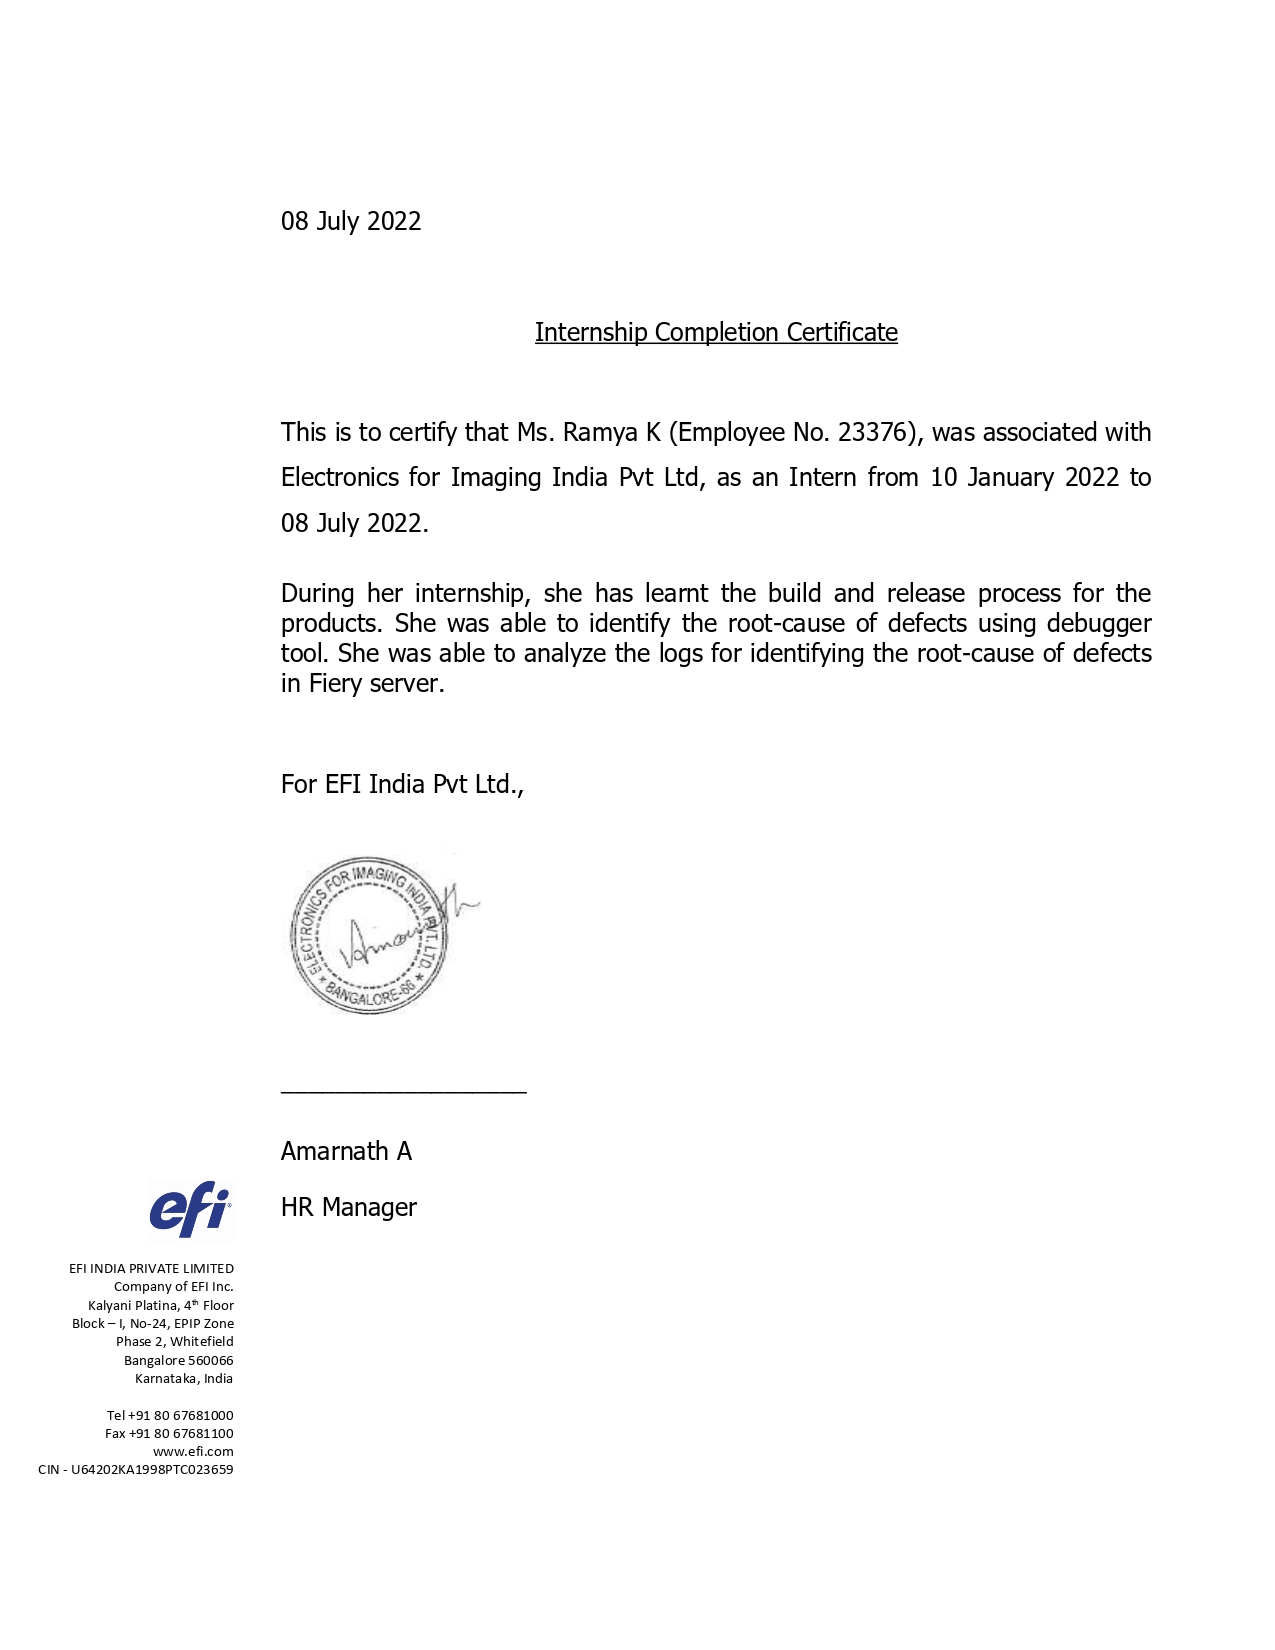 08 July 2022
Internship Completion Certificate
This is to certify that Ms. Ramya K (Employee No. 23376), was associated with
Electronics for Imaging India Pvt Ltd, as an Intern from 10 January 2022 to
08 July 2022.
During her internship, she has learnt the build and release process for the
products. She was able to identify the root-cause of defects using debugger
tool. She was able to analyze the logs for identifying the root-cause of defects
in Fiery server.
For EFI India Pvt Ltd.,
* ELECTRONICS FOR IMAGING INDIA PVT. LTD. *
BANGALORE-66
Amarnath
__________________
Amarnath A
HR Manager
efi®
EFI INDIA PRIVATE LIMITED
Company of EFI Inc.
Kalyani Platina, 4th Floor
Block – I, No-24, EPIP Zone
Phase 2, Whitefield
Bangalore 560066
Karnataka, India
Tel +91 80 67681000
Fax +91 80 67681100
www.efi.com
CIN - U64202KA1998PTC023659